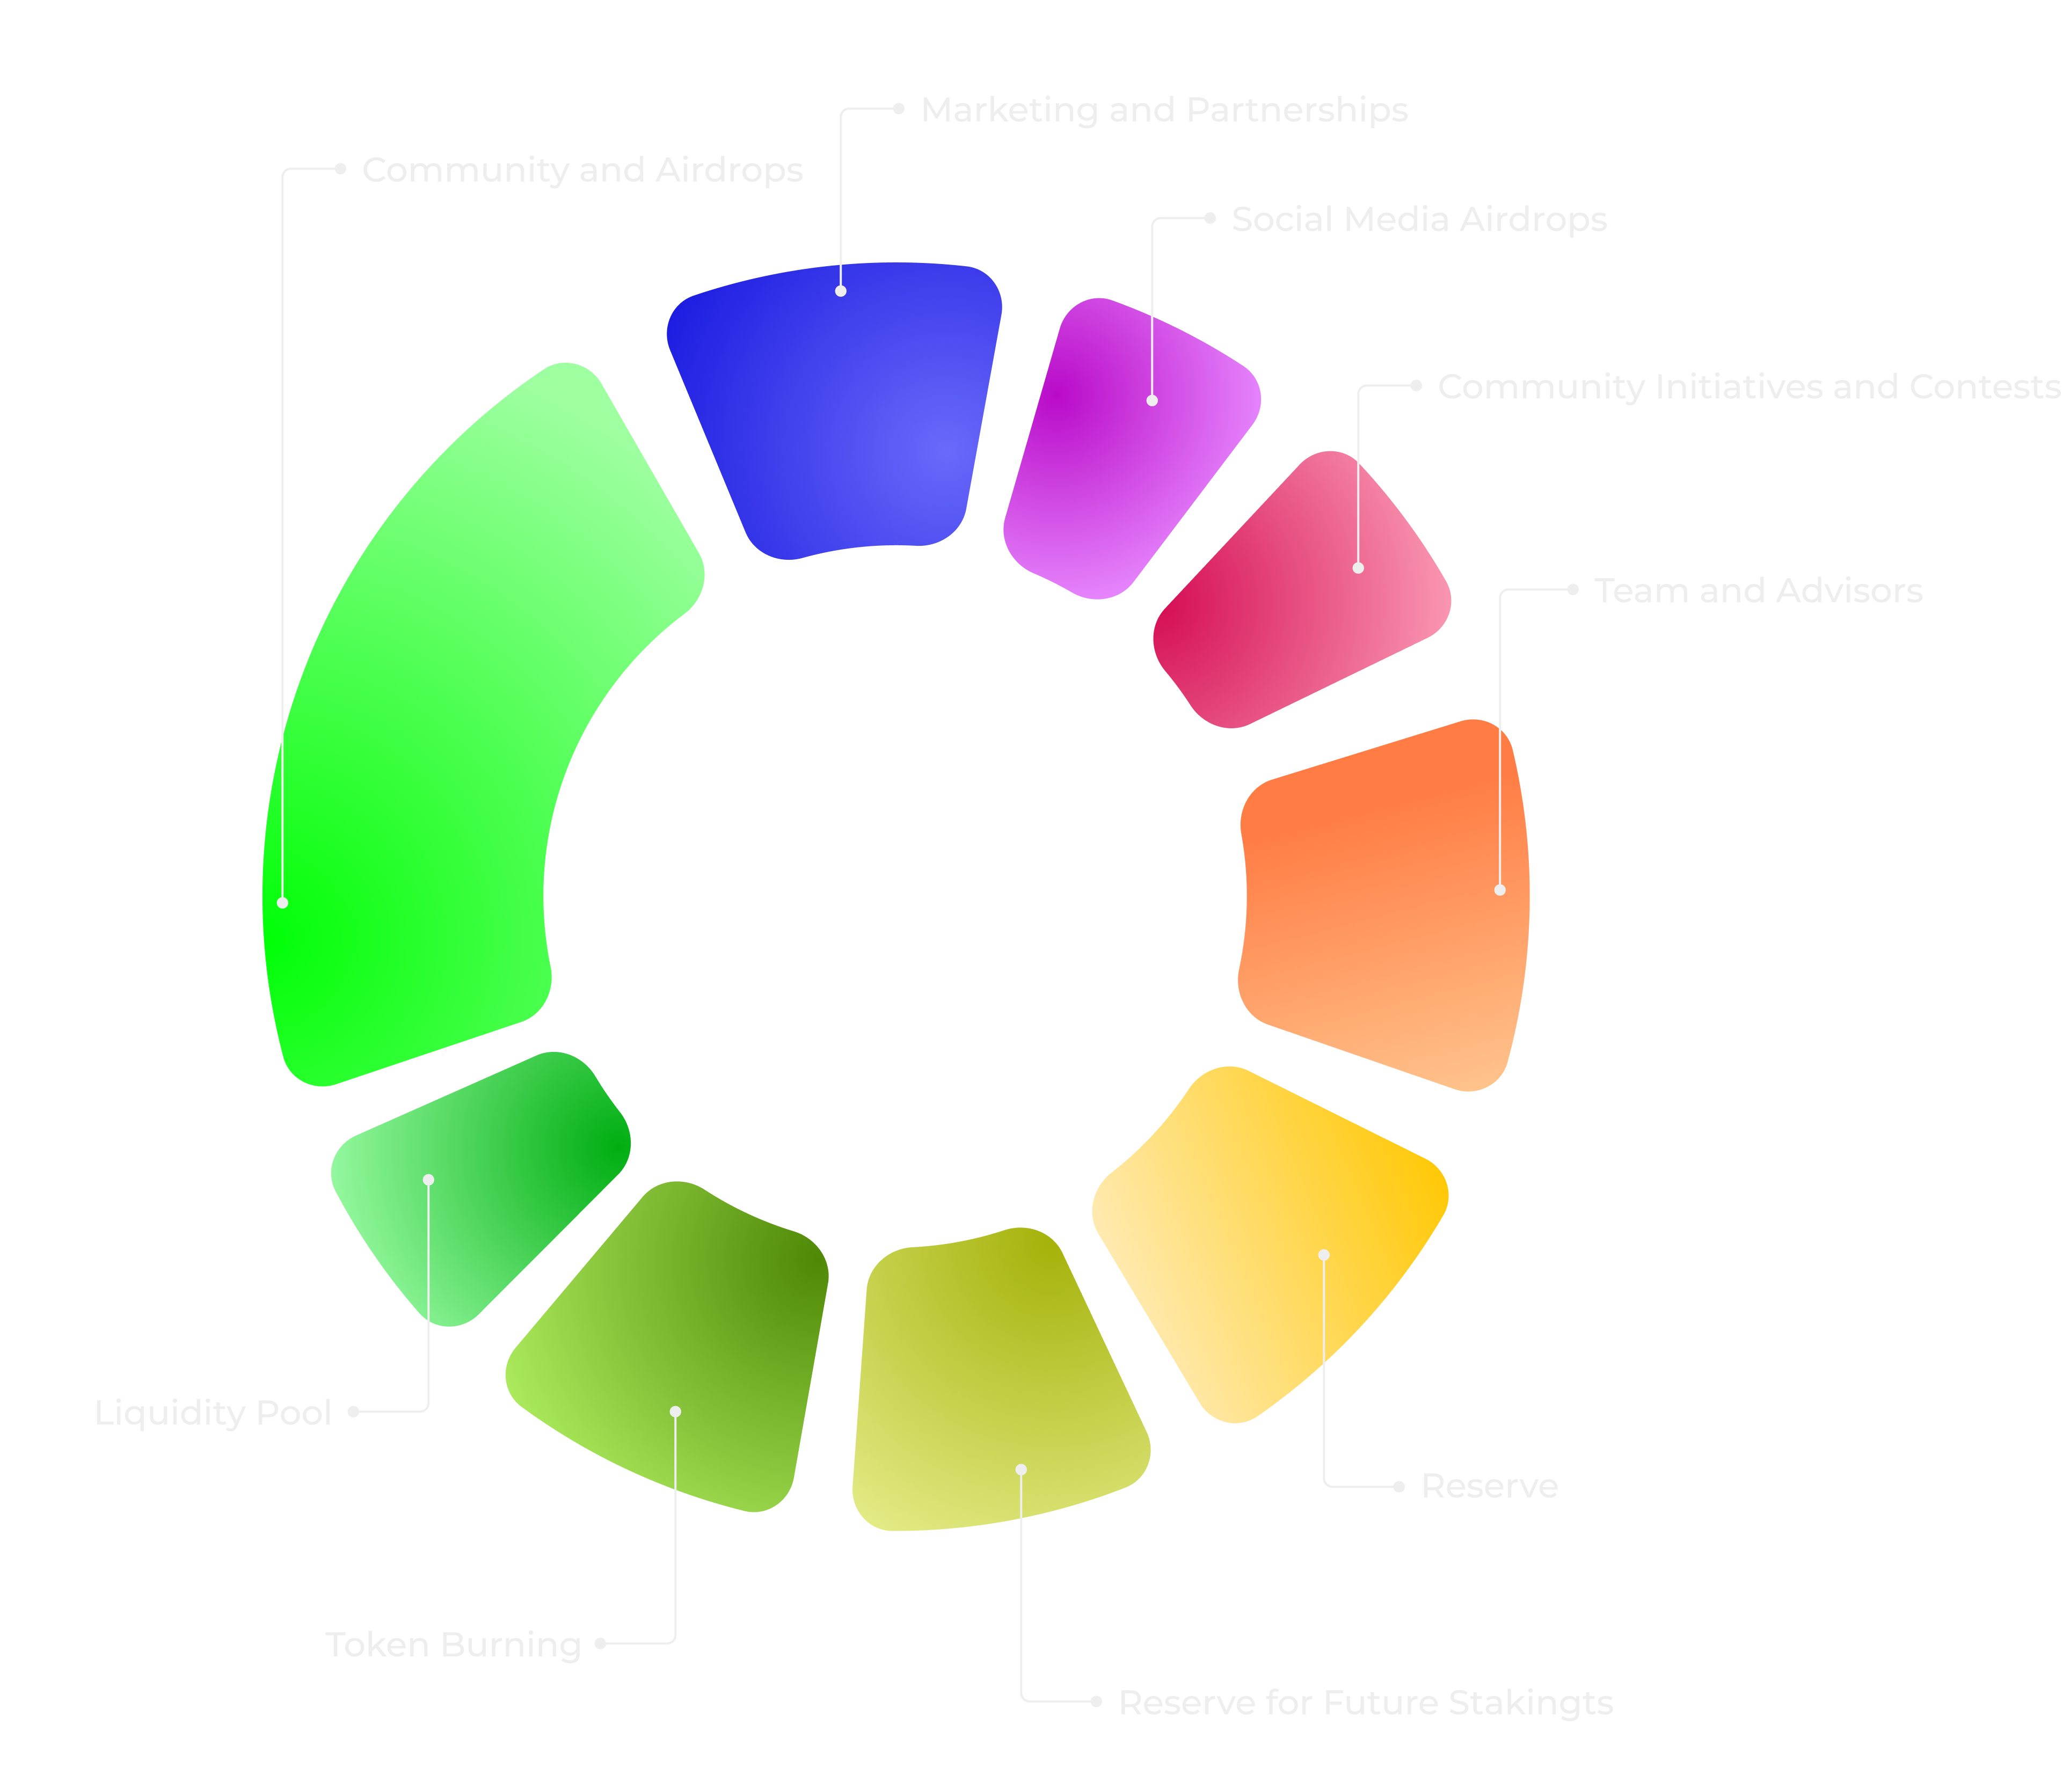 Marketing and Partnerships
Community and Airdrops
Social Media Airdrops
Community Initiatives and Contests
Team and Advisors
Liquidity Pool
Reserve
Token Burning
Reserve for Future Stakingts